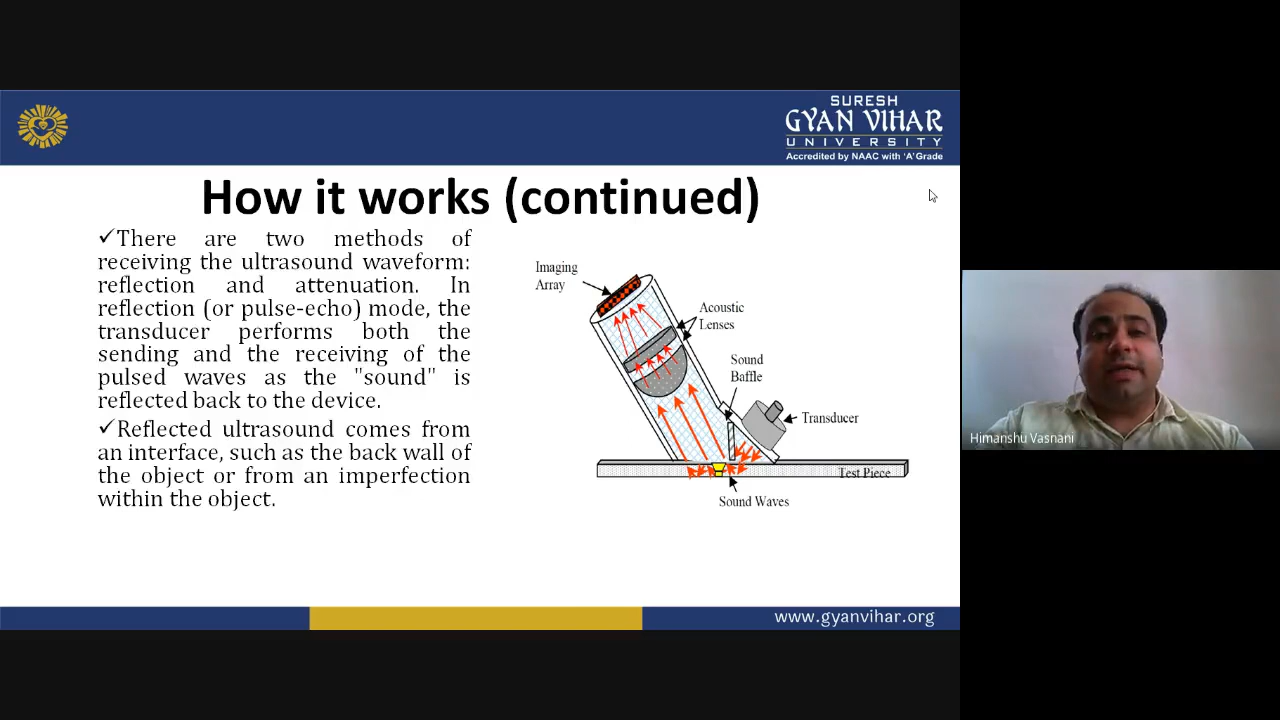 SURESH
GYAN VIHAR
UNIVERSITY
Accredited by NAAC with 'A' Grade
How it works (continued)
✓There are two methods of
receiving the ultrasound waveform:
reflection and attenuation. In
reflection (or pulse-echo) mode, the
transducer performs both the
sending and the receiving of the
pulsed waves as the "sound" is
reflected back to the device.
✓Reflected ultrasound comes from
an interface, such as the back wall of
the object or from an imperfection
within the object.
Imaging
Array
Acoustic
Lenses
Sound
Baffle
Transducer
Test Piece
Sound Waves
Himanshu Vasnani
www.gyanvihar.org